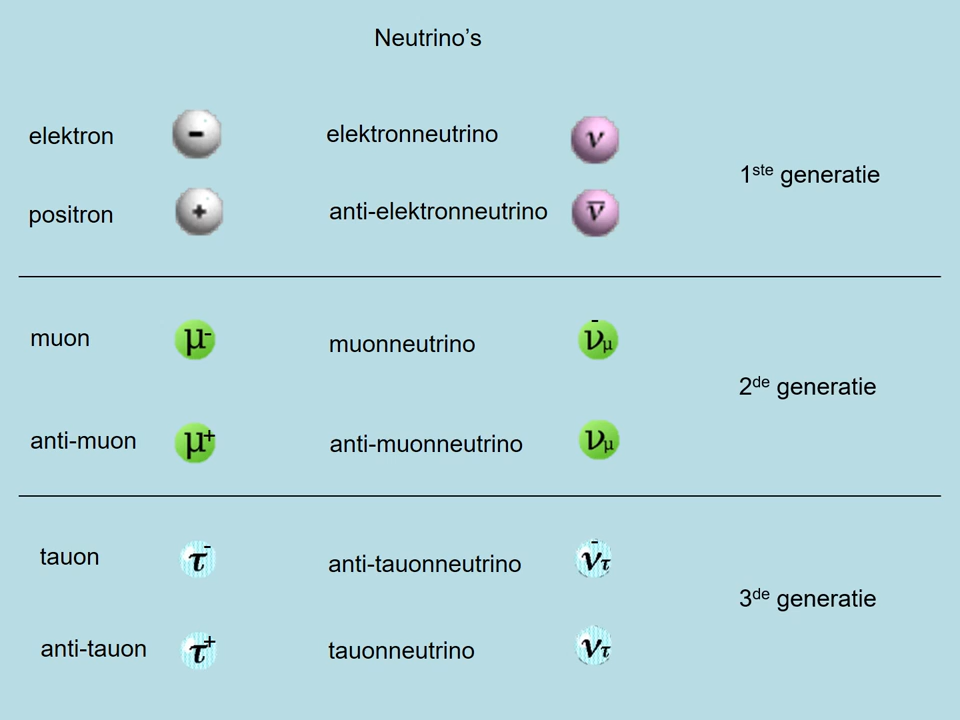 Neutrino’s
elektron - elektronneutrino ν
1ste generatie
positron + anti-elektronneutrino ν̅
muon μ- muonneutrino ν̅μ
2de generatie
anti-muon μ+ anti-muonneutrino νμ
tauon τ- anti-tauonneutrino ν̅τ
3de generatie
anti-tauon τ+ tauonneutrino ντ